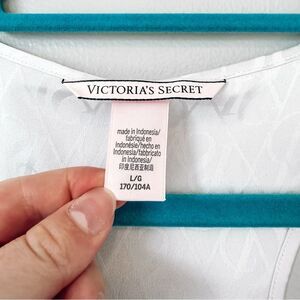 VICTORIA'S SECRET
made in Indonesia/
fabriqué en
Indonésie/hecho en
Indonesia/fabbricato
in Indonesia/
印度尼西亚制造
L/G
170/104A